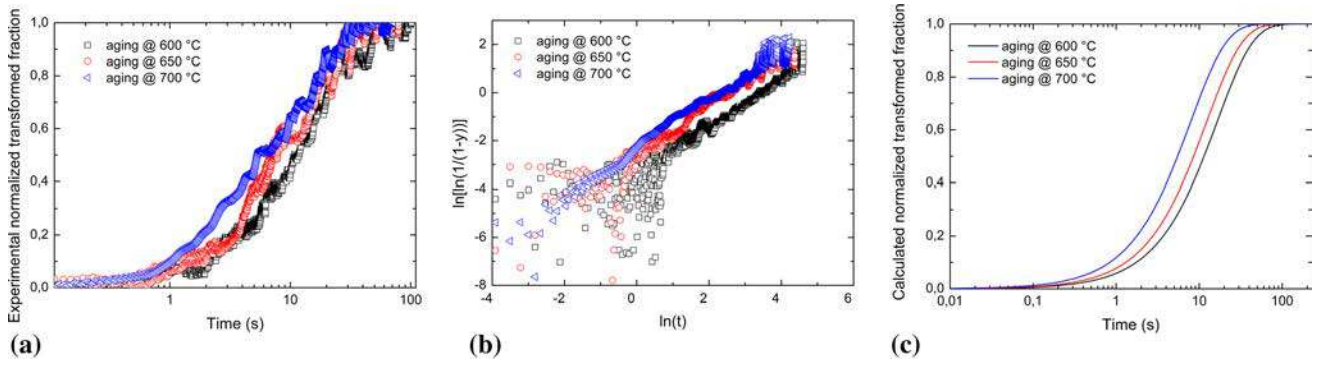 Experimental normalized transformed fraction
1,0
0,8
0,6
0,4
0,2
0,0
aging @ 600 °C
aging @ 650 °C
aging @ 700 °C
1
10
100
Time (s)
(a)
ln[ln(1/(1-y))]
2
0
-2
-4
-6
-8
aging @ 600 °C
aging @ 650 °C
aging @ 700 °C
-4
-2
0
2
4
6
ln(t)
(b)
Calculated normalized transformed fraction
1,0
0,8
0,6
0,4
0,2
0,0
aging @ 600 °C
aging @ 650 °C
aging @ 700 °C
0,01
0,1
1
10
100
Time (s)
(c)